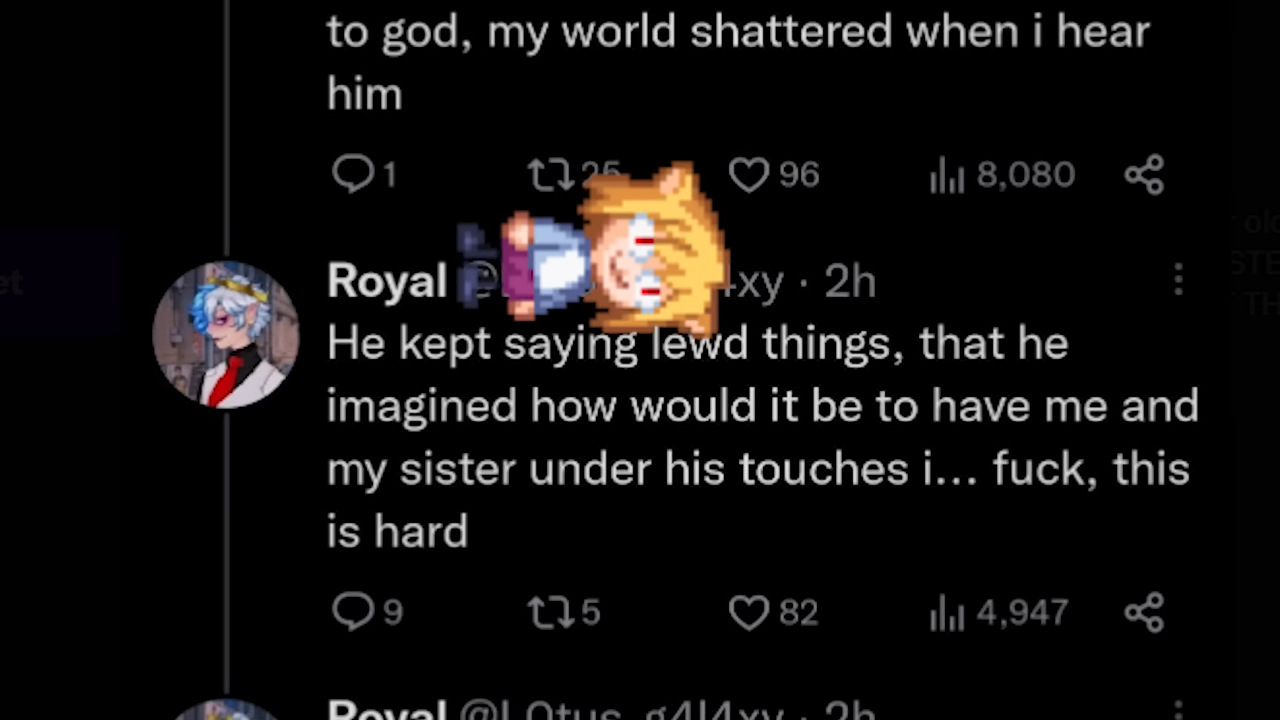 to god, my world shattered when i hear
him
1 25 96 8,080
Royal 4xy · 2h
He kept saying lewd things, that he
imagined how would it be to have me and
my sister under his touches i... fuck, this
is hard
9 5 82 4,947
Royal @L0tus_g4l4xy · 2h